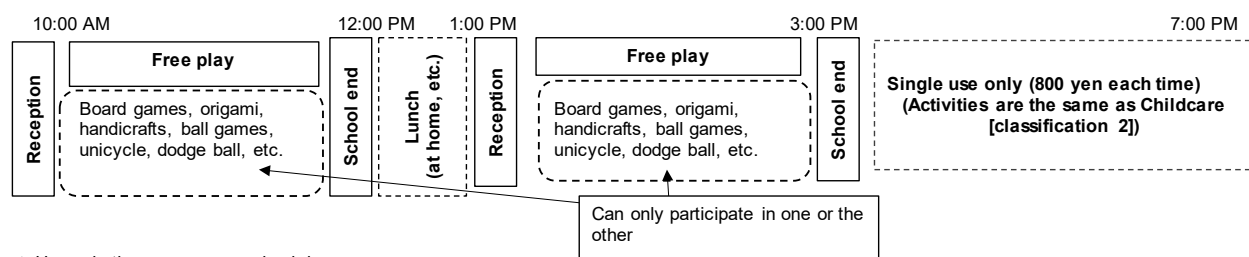 10:00 AM
12:00 PM
1:00 PM
3:00 PM
7:00 PM
Reception
Free play
Board games, origami,
handicrafts, ball games,
unicycle, dodge ball, etc.
School end
Lunch
(at home, etc.)
Reception
Free play
Board games, origami,
handicrafts, ball games,
unicycle, dodge ball, etc.
School end
Single use only (800 yen each time)
(Activities are the same as Childcare
[classification 2])
Can only participate in one or the
other